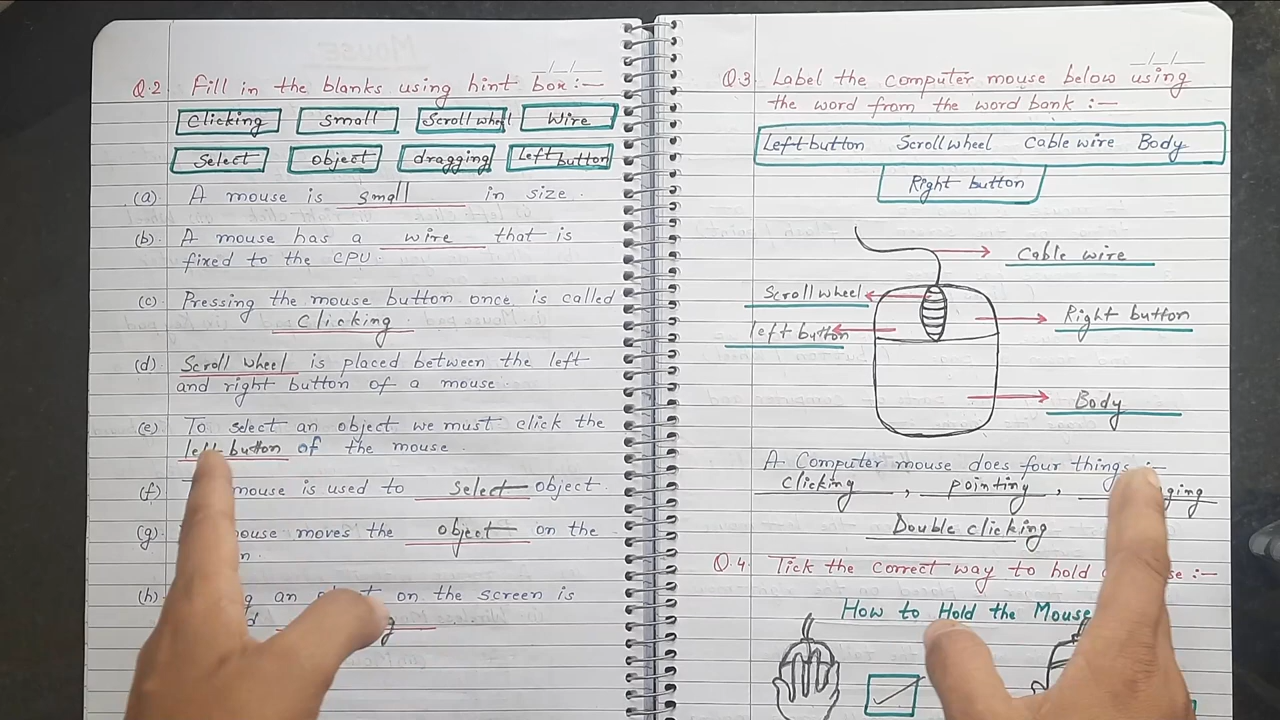 Q.2 Fill in the blanks using hint box :-
Clicking Small Scroll wheel Wire
Select object dragging Left button
(a). A mouse is small in size.
(b). A mouse has a wire that is
fixed to the CPU.
(c) Pressing the mouse button once is called
Clicking.
(d) Scroll wheel is placed between the left
and right button of a mouse.
(e). To select an object we must click the
left button of the mouse.
(f). mouse is used to Select object.
(g). mouse moves the object on the
(h). an on the screen is
Q.3 Label the computer mouse below using
the word from the word bank :-
Left button Scroll wheel Cable wire Body
Right button
Cable wire
Scroll wheel
Right button
left button
Body
A Computer mouse does four things :-
Clicking, pointing,
Double clicking
Q.4 Tick the correct way to hold :-
How to Hold the Mouse